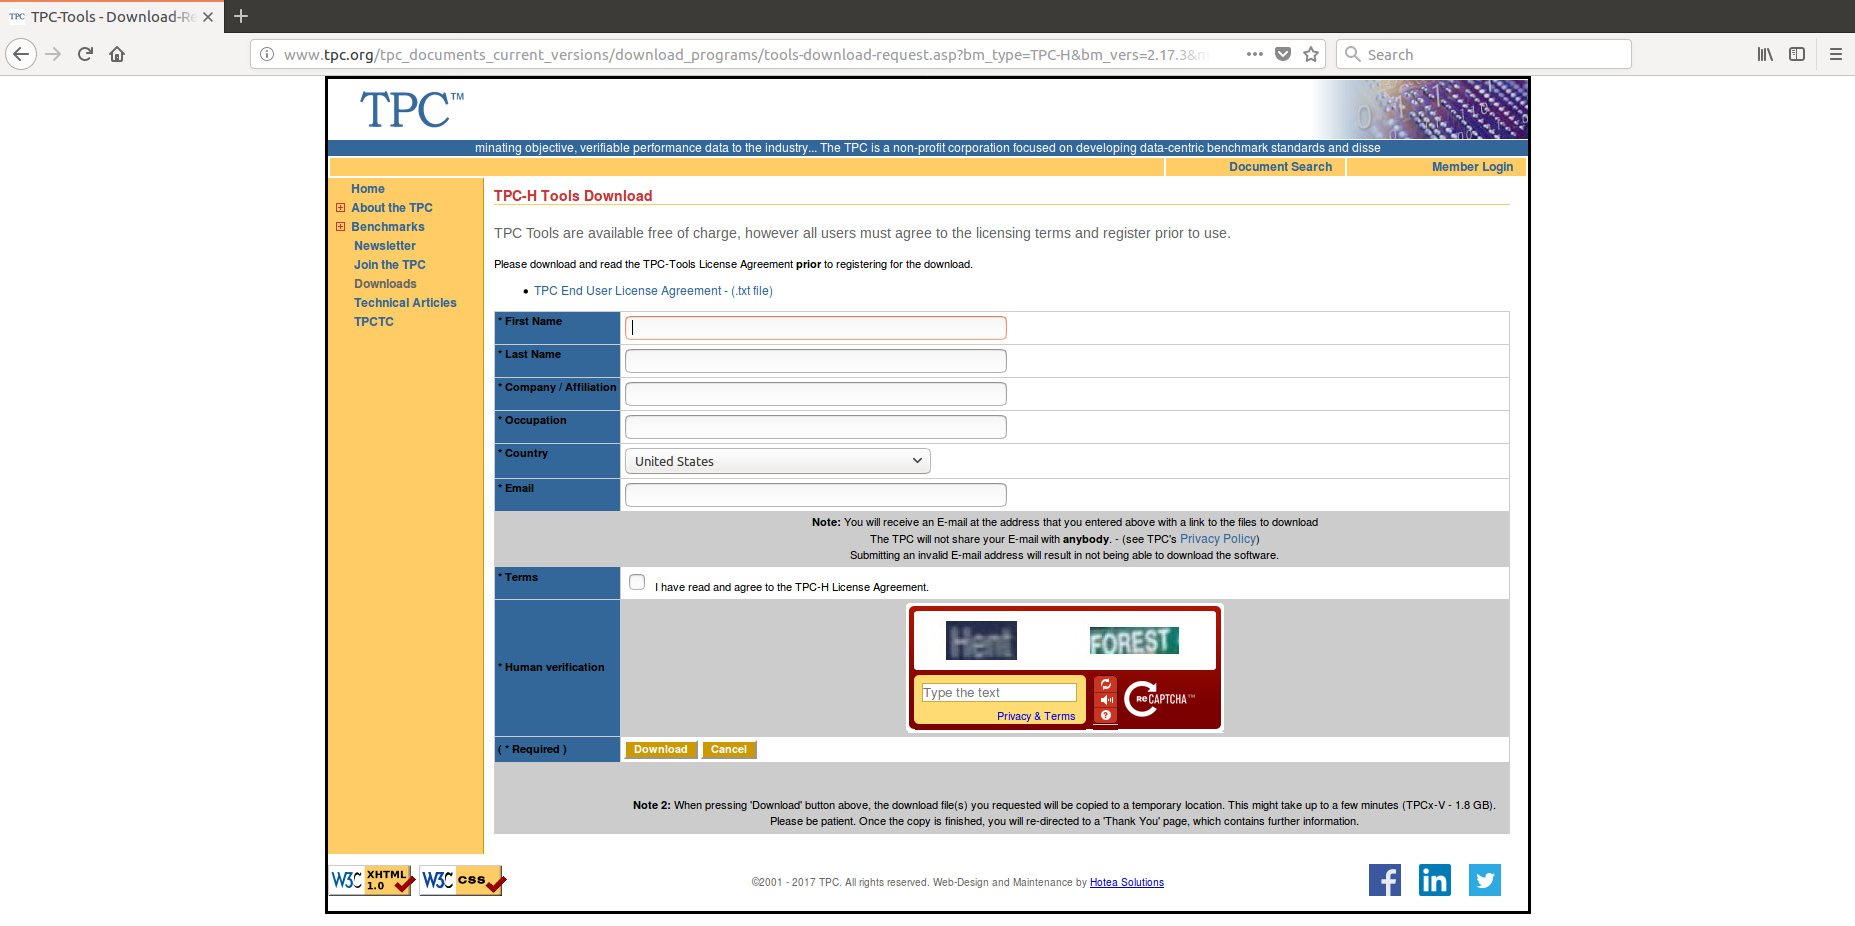 TPC-Tools - Download-Re
www.tpc.org/tpc_documents_current_versions/download_programs/tools-download-request.asp?bm_type=TPC-H&bm_vers=2.17.3&m
Search
TPC™
minating objective, verifiable performance data to the industry... The TPC is a non-profit corporation focused on developing data-centric benchmark standards and disse
Document Search
Member Login
Home
About the TPC
Benchmarks
Newsletter
Join the TPC
Downloads
Technical Articles
TPCTC
TPC-H Tools Download
TPC Tools are available free of charge, however all users must agree to the licensing terms and register prior to use.
Please download and read the TPC-Tools License Agreement prior to registering for the download.
• TPC End User License Agreement - (.txt file)
* First Name
* Last Name
* Company / Affiliation
* Occupation
* Country
United States
* Email
Note: You will receive an E-mail at the address that you entered above with a link to the files to download
The TPC will not share your E-mail with anybody. - (see TPC's Privacy Policy)
Submitting an invalid E-mail address will result in not being able to download the software.
* Terms
I have read and agree to the TPC-H License Agreement.
* Human verification
FOREST
Type the text
Privacy & Terms
reCAPTCHA™
( * Required )
Download
Cancel
Note 2: When pressing 'Download' button above, the download file(s) you requested will be copied to a temporary location. This might take up to a few minutes (TPCx-V - 1.8 GB).
Please be patient. Once the copy is finished, you will re-directed to a 'Thank You' page, which contains further information.
W3C XHTML 1.0
W3C CSS
©2001 - 2017 TPC. All rights reserved. Web-Design and Maintenance by Hotea Solutions